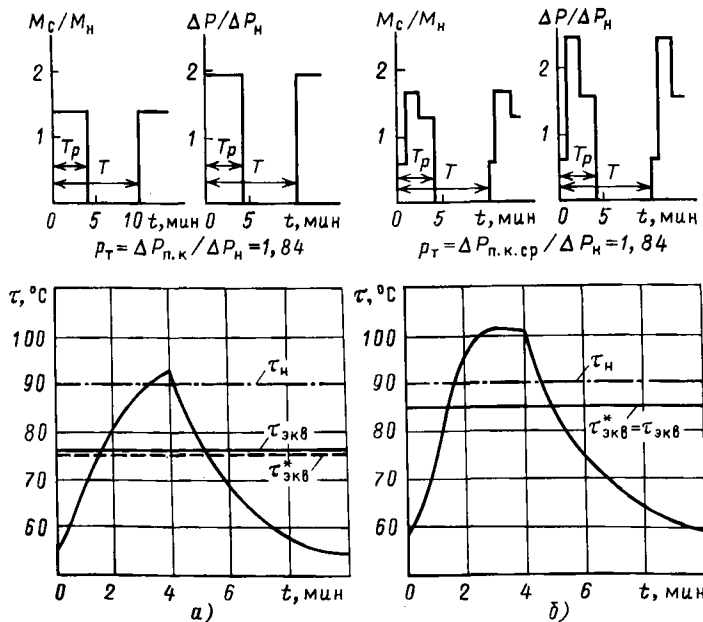 Mс/Mн
ΔP/ΔPн
Mс/Mн
ΔP/ΔPн
2
1
Tр
T
0 5 10 t, мин
2
1
Tр
T
0 5 t, мин
2
1
Tр
T
0 5 t, мин
2
1
Tр
T
0 5 t, мин
pт = ΔPп.к / ΔPн = 1,84
pт = ΔPп.к.ср / ΔPн = 1,84
τ, °C
100
90
80
70
60
τн
τэкв
τ*экв
0 2 4 6 t, мин
а)
τ, °C
100
90
80
70
60
τн
τ*экв = τэкв
0 2 4 6 t, мин
б)